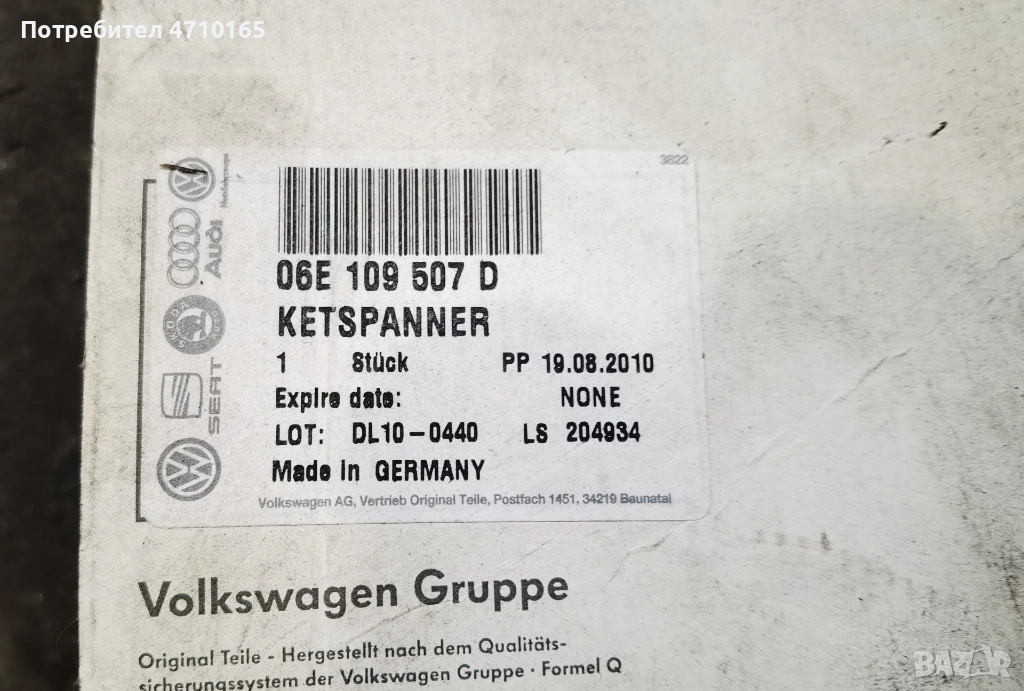 Потребител 4710165
3822
Audi
ŠKODA
SEAT
06E 109 507 D
KETSPANNER
1 Stück PP 19.08.2010
Expire date: NONE
LOT: DL10-0440 LS 204934
Made in GERMANY
Volkswagen AG, Vertrieb Original Teile, Postfach 1451, 34219 Baunatal
Volkswagen Gruppe
Original Teile - Hergestellt nach dem Qualitäts-
sicherungssystem der Volkswagen Gruppe · Formel Q
BAZAR